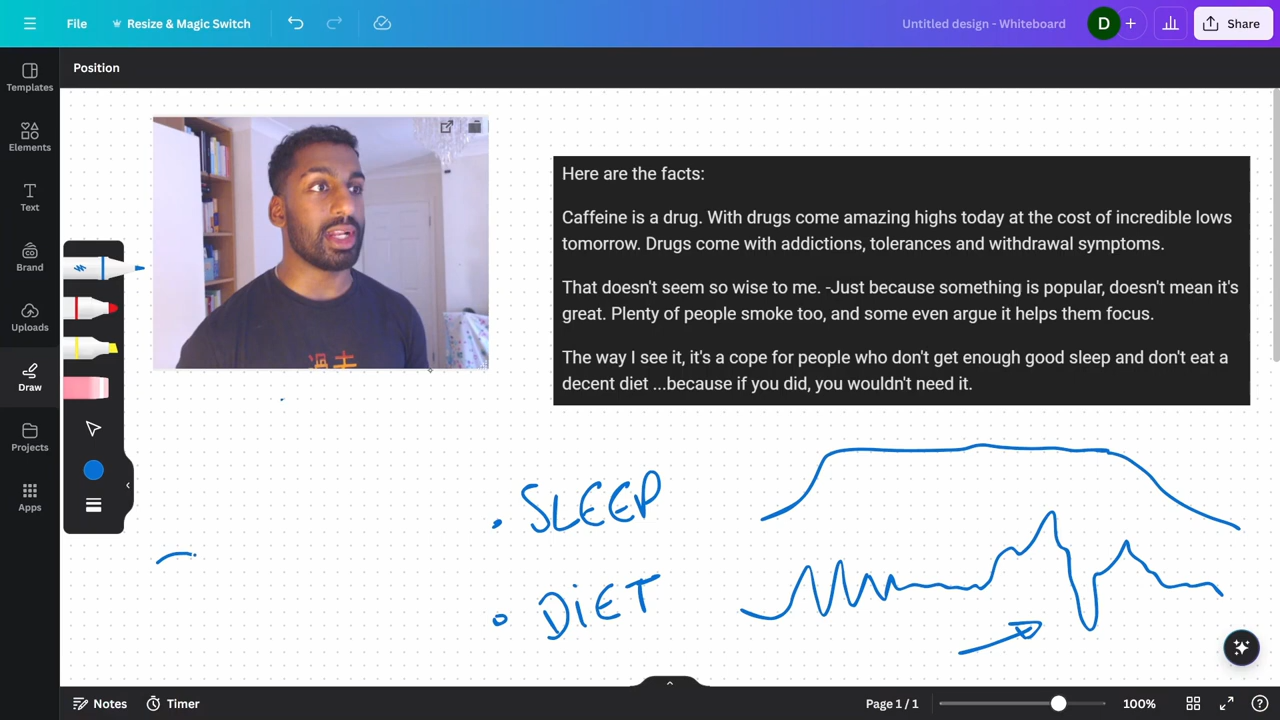 File
Resize & Magic Switch
Untitled design - Whiteboard
D
Share
Position
Templates
Elements
Text
Brand
Uploads
Draw
Projects
Apps
過去
Here are the facts:
Caffeine is a drug. With drugs come amazing highs today at the cost of incredible lows
tomorrow. Drugs come with addictions, tolerances and withdrawal symptoms.
That doesn't seem so wise to me. -Just because something is popular, doesn't mean it's
great. Plenty of people smoke too, and some even argue it helps them focus.
The way I see it, it's a cope for people who don't get enough good sleep and don't eat a
decent diet ...because if you did, you wouldn't need it.
• SLEEP
• DiET
Notes
Timer
Page 1 / 1
100%